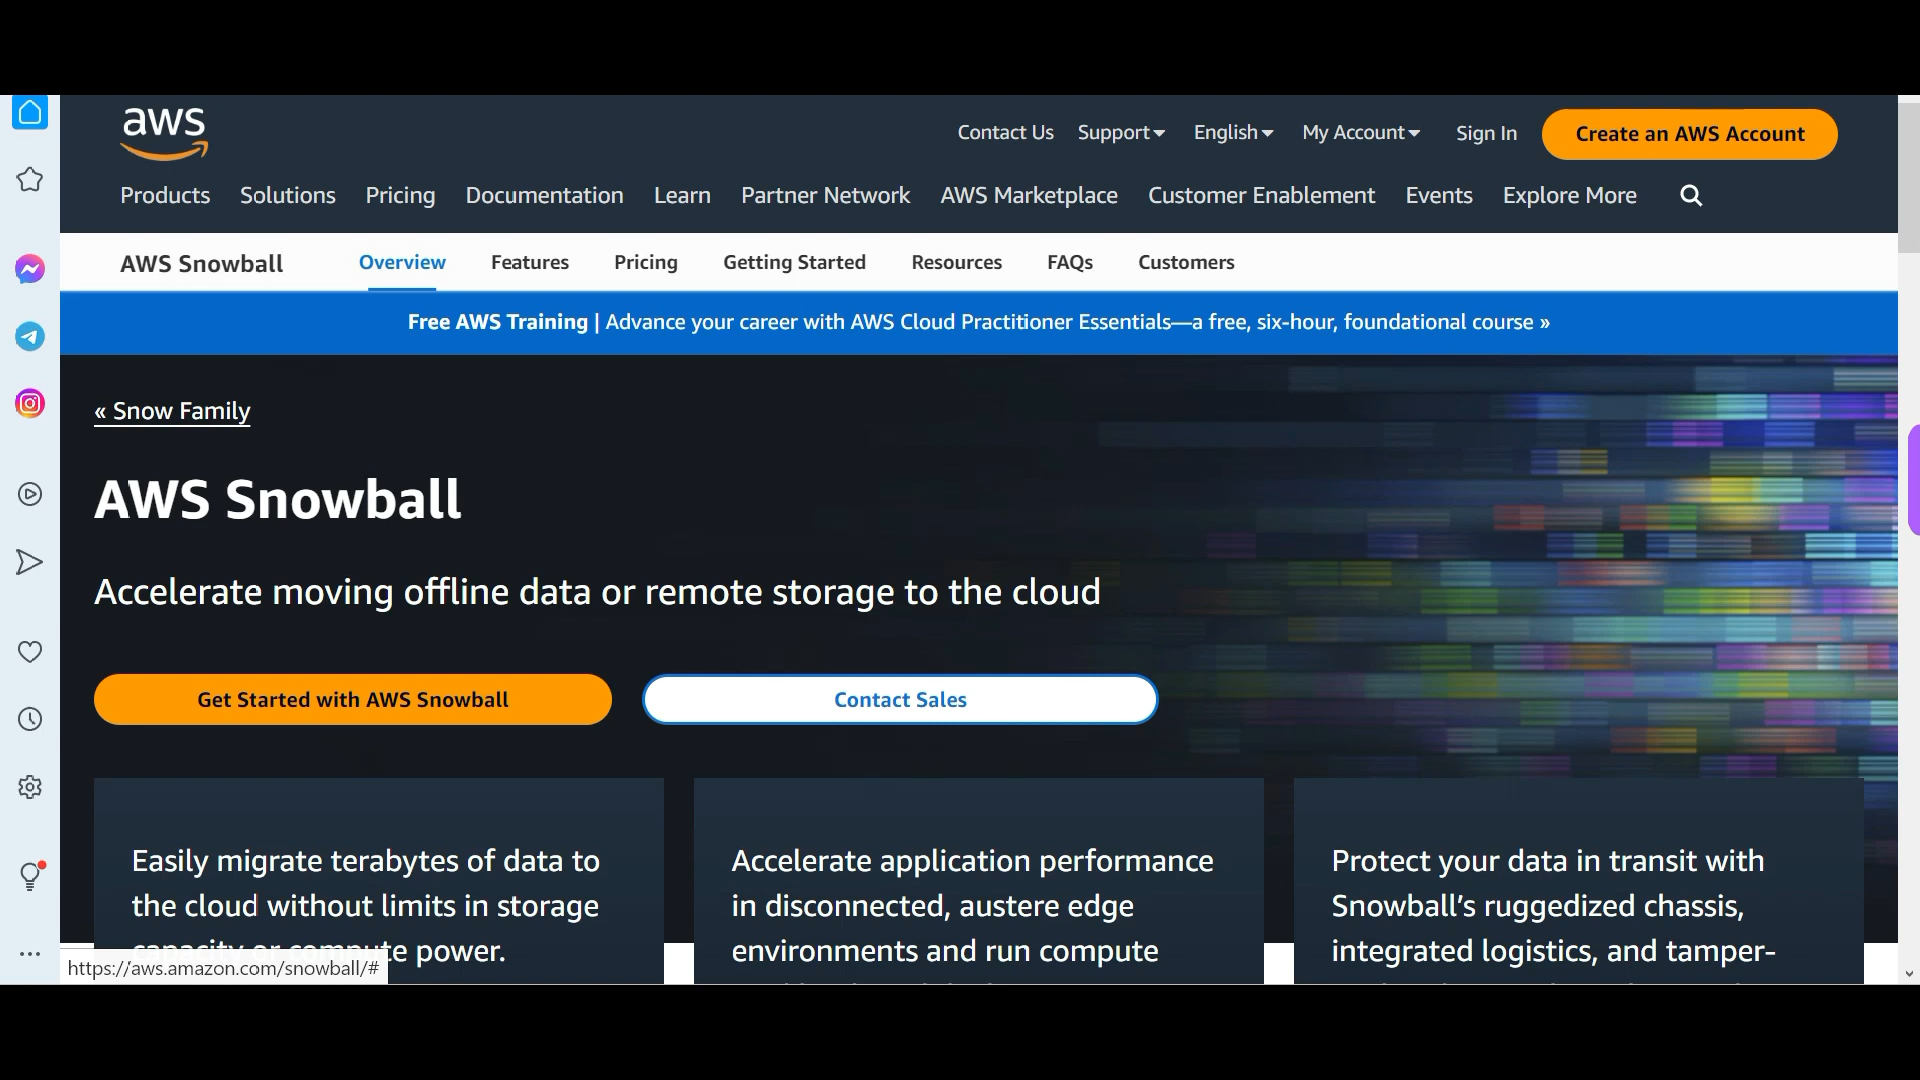 aws
Contact Us Support English My Account Sign In Create an AWS Account
Products Solutions Pricing Documentation Learn Partner Network AWS Marketplace Customer Enablement Events Explore More
AWS Snowball Overview Features Pricing Getting Started Resources FAQs Customers
Free AWS Training | Advance your career with AWS Cloud Practitioner Essentials—a free, six-hour, foundational course »
« Snow Family
AWS Snowball
Accelerate moving offline data or remote storage to the cloud
Get Started with AWS Snowball
Contact Sales
Easily migrate terabytes of data to
the cloud without limits in storage
capacity or compute power.
Accelerate application performance
in disconnected, austere edge
environments and run compute
Protect your data in transit with
Snowball’s ruggedized chassis,
integrated logistics, and tamper-
https://aws.amazon.com/snowball/#